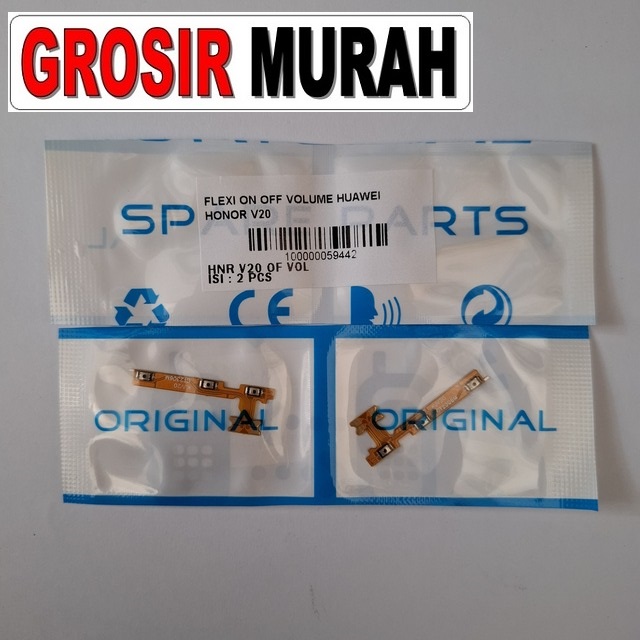 GROSIR MURAH
SPARE PARTS
FLEXI ON OFF VOLUME HUAWEI
HONOR V20
100000059442
HNR V20 OF VOL
ISI : 2 PCS
CE
ORIGINAL
ORIGINAL